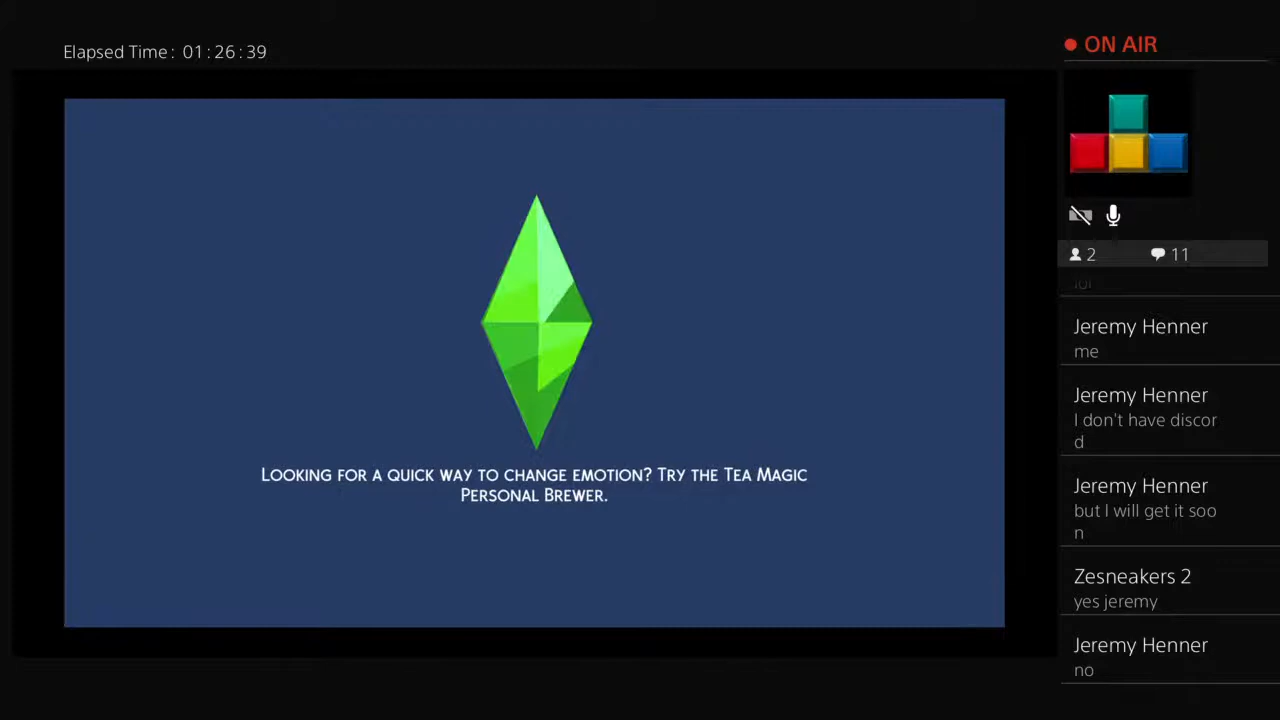 Elapsed Time: 01:26:39
ON AIR
2 11
lol
Jeremy Henner
me
Jeremy Henner
I don't have discor
d
Jeremy Henner
but I will get it soo
n
Zesneakers 2
yes jeremy
Jeremy Henner
no
LOOKING FOR A QUICK WAY TO CHANGE EMOTION? TRY THE TEA MAGIC
PERSONAL BREWER.